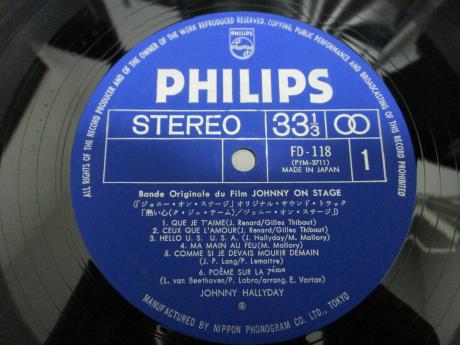 ALL RIGHTS OF THE RECORD PRODUCER AND OF THE OWNER OF THE WORK REPRODUCED RESERVED. COPYING, PUBLIC PERFORMANCE AND BROADCASTING OF THIS RECORD PROHIBITED
PHILIPS
PHILIPS
STEREO 33 1/3
FD-118
(PYM-3711)
MADE IN JAPAN
1
Bande Originale du Film JOHNNY ON STAGE
(「ジョニー・オン・ステージ」オリジナル・サウンド・トラック
「熱い心(ク・ジュ・テーム)/ジョニー・オン・ステージ」)
1. QUE JE T'AIME(J. Renard/Gilles Thibaut)
2. CEUX QUE L'AMOUR(J. Renard/Gilles Thibaut)
3. HELLO U. S. U. S. A. (J. Hallyday/M. Mallory)
4. MA MAIN AU FEU(M. Mallory)
5. COMME SI JE DEVAIS MOURIR DEMAIN
(J. P. Lang/P. Lemaitre)
6. POÈME SUR LA 7ème
(L. van Beethoven/P. Labro/arrang. E. Vartan)
JOHNNY HALLYDAY
Ⓟ
MANUFACTURED BY NIPPON PHONOGRAM CO. LTD., TOKYO